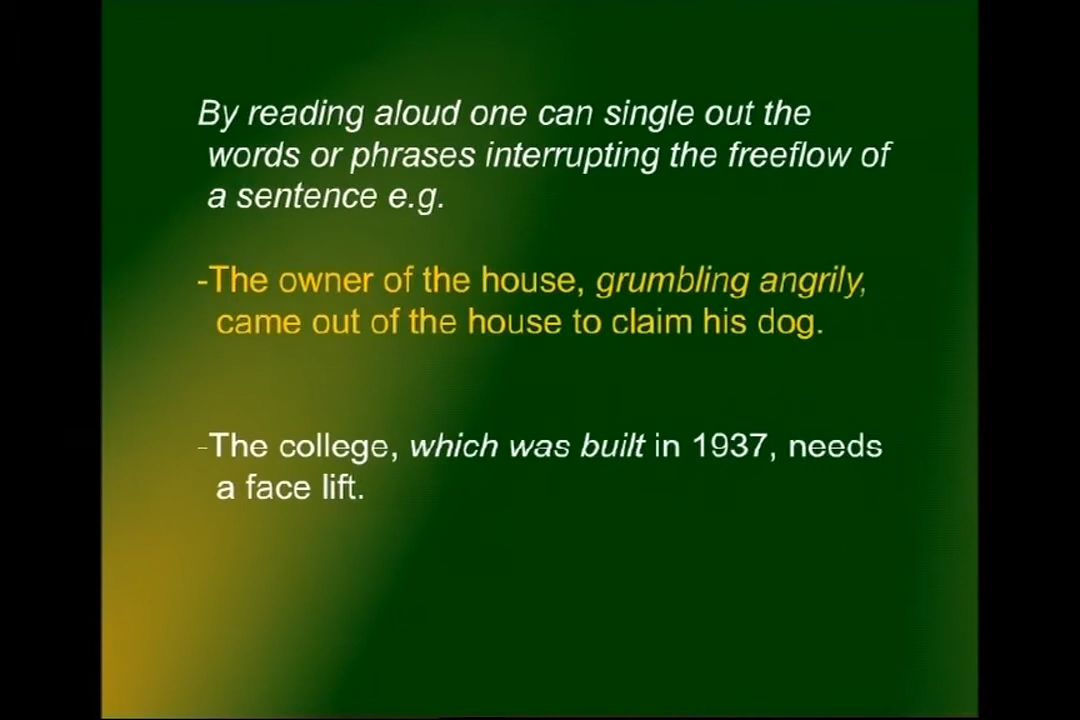 By reading aloud one can single out the
words or phrases interrupting the freeflow of
a sentence e.g.
-The owner of the house, grumbling angrily,
came out of the house to claim his dog.
-The college, which was built in 1937, needs
a face lift.